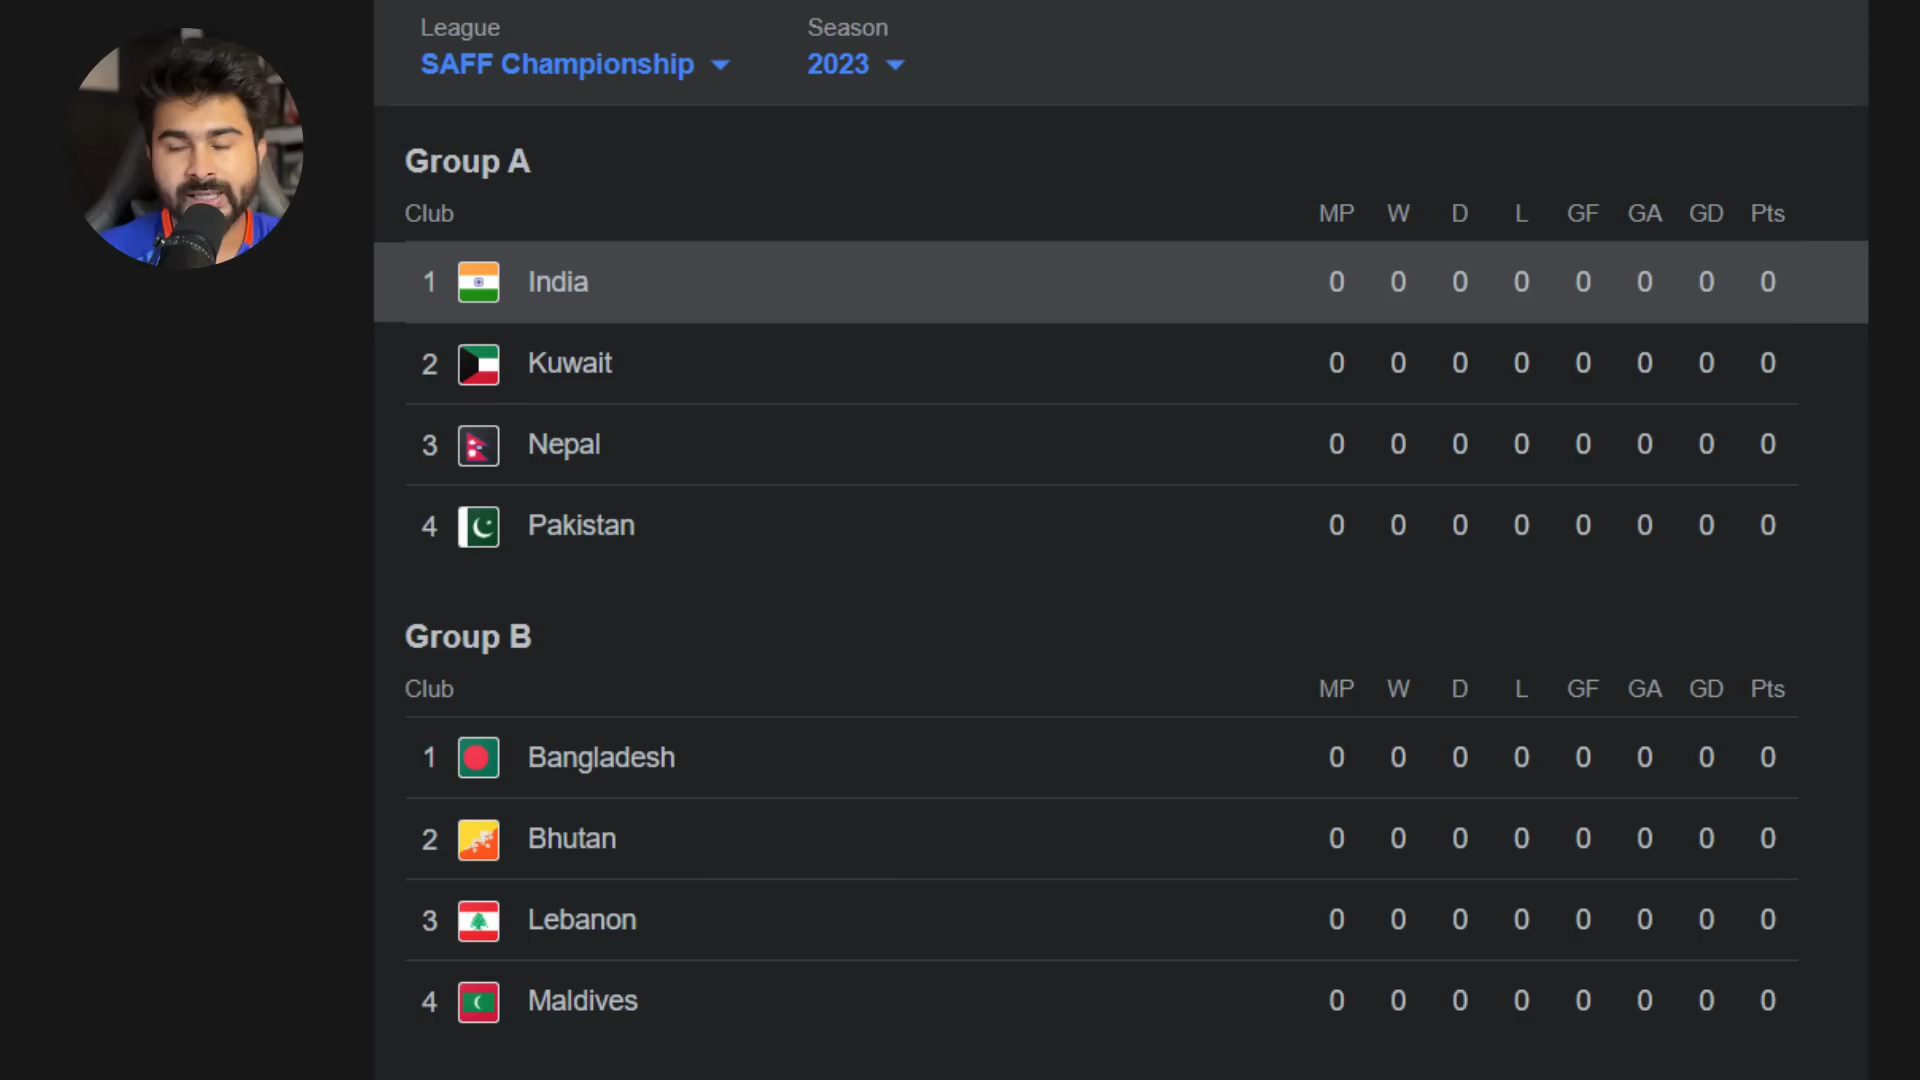 League Season
SAFF Championship 2023
Group A
Club MP W D L GF GA GD Pts
1 India 0 0 0 0 0 0 0 0
2 Kuwait 0 0 0 0 0 0 0 0
3 Nepal 0 0 0 0 0 0 0 0
4 Pakistan 0 0 0 0 0 0 0 0
Group B
Club MP W D L GF GA GD Pts
1 Bangladesh 0 0 0 0 0 0 0 0
2 Bhutan 0 0 0 0 0 0 0 0
3 Lebanon 0 0 0 0 0 0 0 0
4 Maldives 0 0 0 0 0 0 0 0